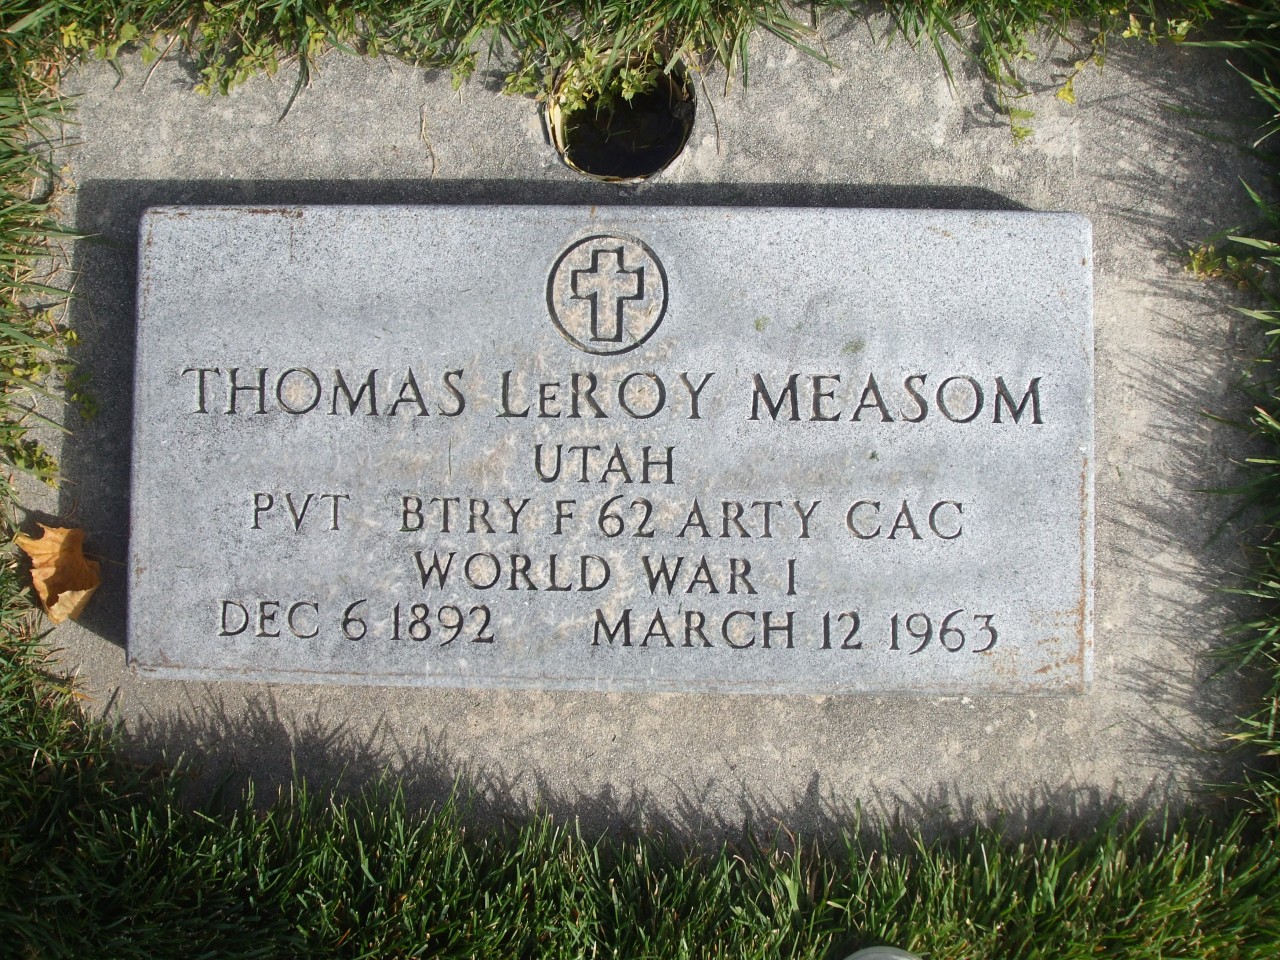 THOMAS LeROY MEASOM
UTAH
PVT BTRY F 62 ARTY CAC
WORLD WAR I
DEC 6 1892 MARCH 12 1963